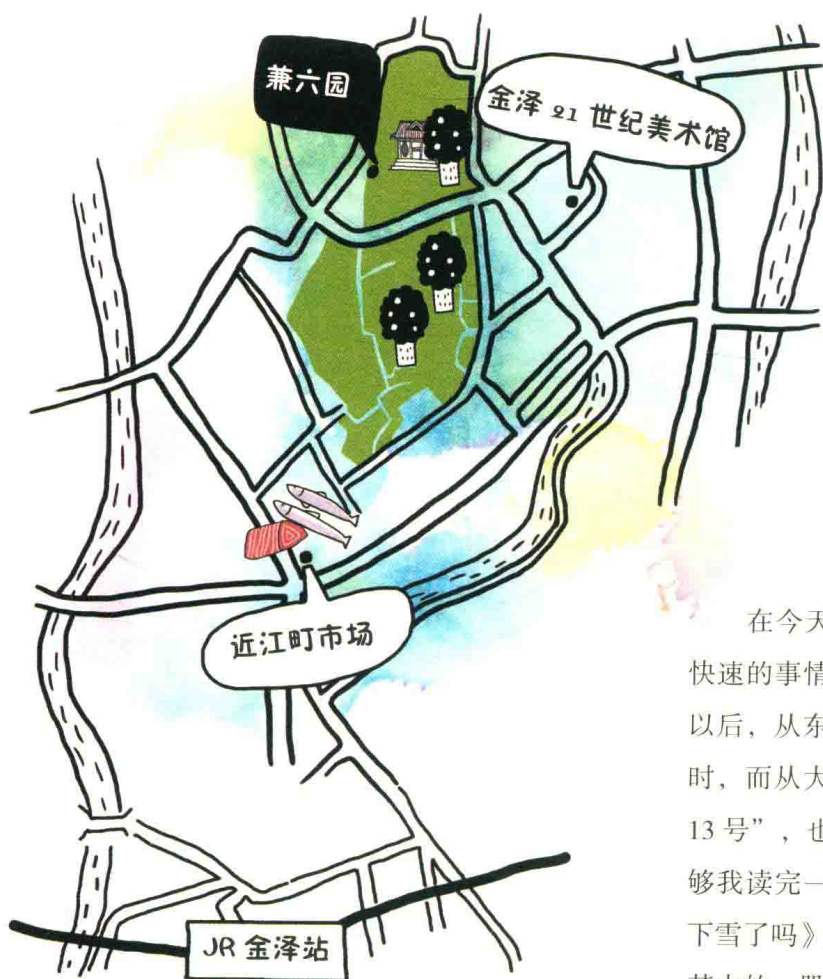 兼六园
金泽 21 世纪美术馆
近江町市场
JR 金泽站
在今天
快速的事情
以后，从东
时，而从大
13 号”，也
够我读完一
下雪了吗》